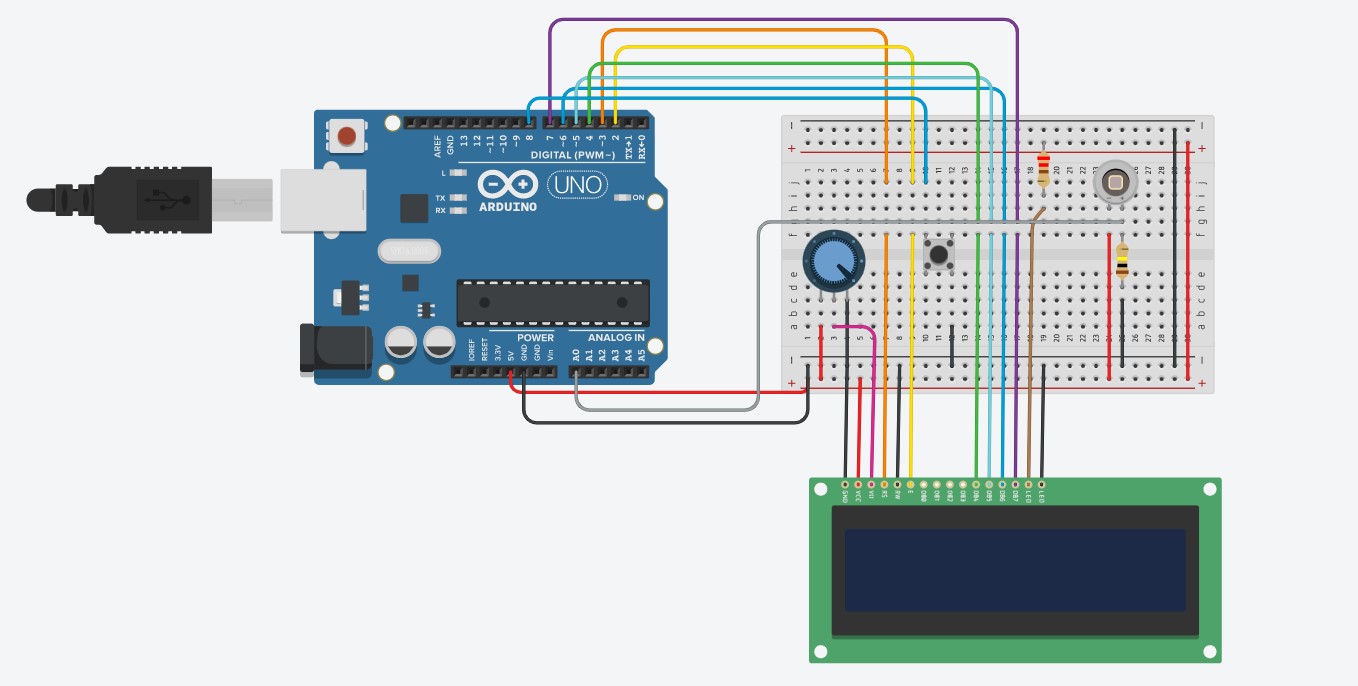 AREF
GND
13
12
~11
~10
~9
8
7
~6
~5
4
~3
2
TX→1
RX←0
DIGITAL (PWM~)
L
TX
RX
UNO
ARDUINO
ON
POWER
ANALOG IN
IOREF
RESET
3.3V
5V
GND
GND
Vin
A0
A1
A2
A3
A4
A5
GND
VCC
RS
RW
E
DB0
DB1
DB2
DB3
DB4
DB5
DB6
DB7
LED
LED